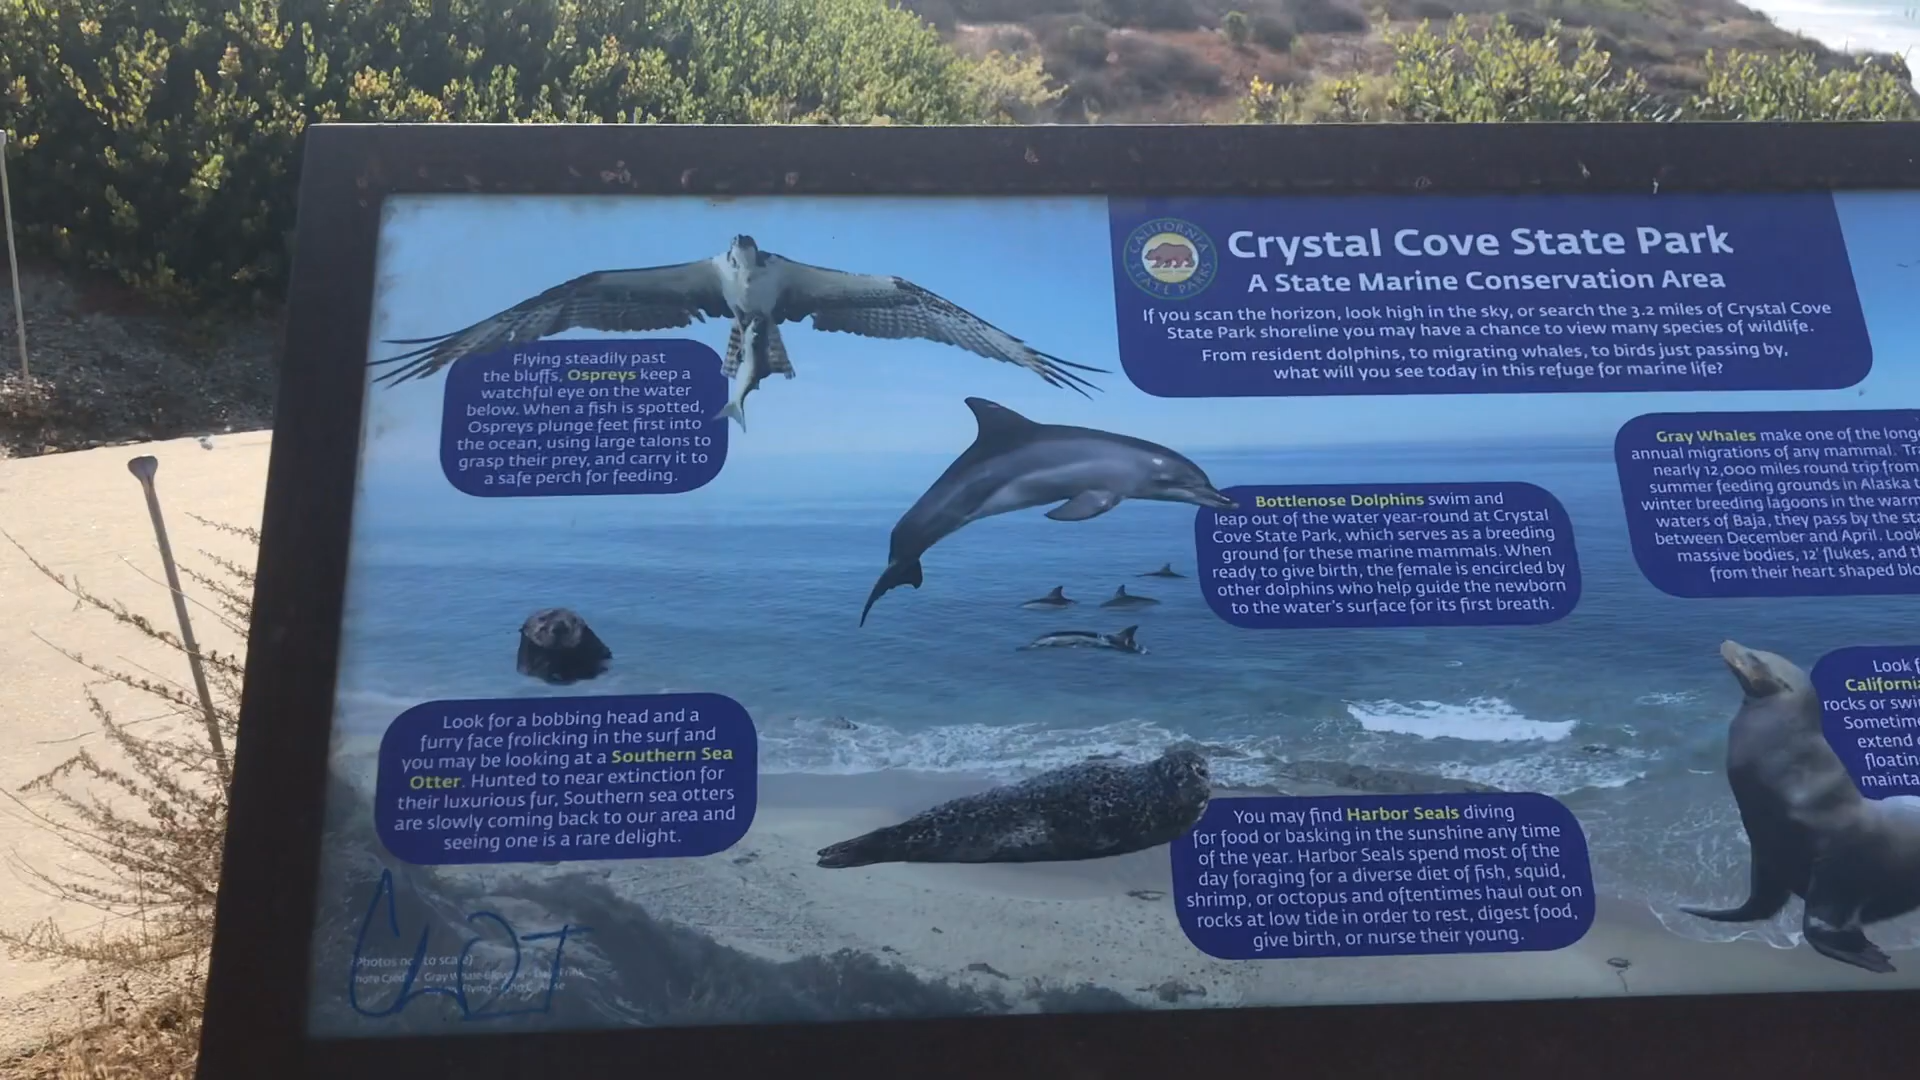 CALIFORNIA
STATE PARKS
Crystal Cove State Park
A State Marine Conservation Area
If you scan the horizon, look high in the sky, or search the 3.2 miles of Crystal Cove
State Park shoreline you may have a chance to view many species of wildlife.
From resident dolphins, to migrating whales, to birds just passing by,
what will you see today in this refuge for marine life?
Flying steadily past
the bluffs, Ospreys keep a
watchful eye on the water
below. When a fish is spotted,
Ospreys plunge feet first into
the ocean, using large talons to
grasp their prey, and carry it to
a safe perch for feeding.
Bottlenose Dolphins swim and
leap out of the water year-round at Crystal
Cove State Park, which serves as a breeding
ground for these marine mammals. When
ready to give birth, the female is encircled by
other dolphins who help guide the newborn
to the water's surface for its first breath.
Gray Whales make one of the
annual migrations of any mammal.
nearly 12,000 miles round trip from
summer feeding grounds in Alaska
winter breeding lagoons in the warm
waters of Baja, they pass by the
between December and April. Look
massive bodies, 12' flukes, and
from their heart shaped
Look for a bobbing head and a
furry face frolicking in the surf and
you may be looking at a Southern Sea
Otter. Hunted to near extinction for
their luxurious fur, Southern sea otters
are slowly coming back to our area and
seeing one is a rare delight.
You may find Harbor Seals diving
for food or basking in the sunshine any time
of the year. Harbor Seals spend most of the
day foraging for a diverse diet of fish, squid,
shrimp, or octopus and oftentimes haul out on
rocks at low tide in order to rest, digest food,
give birth, or nurse their young.
Look
California
rocks or
extend
(Photos to scale)
Gray Whale
Flying